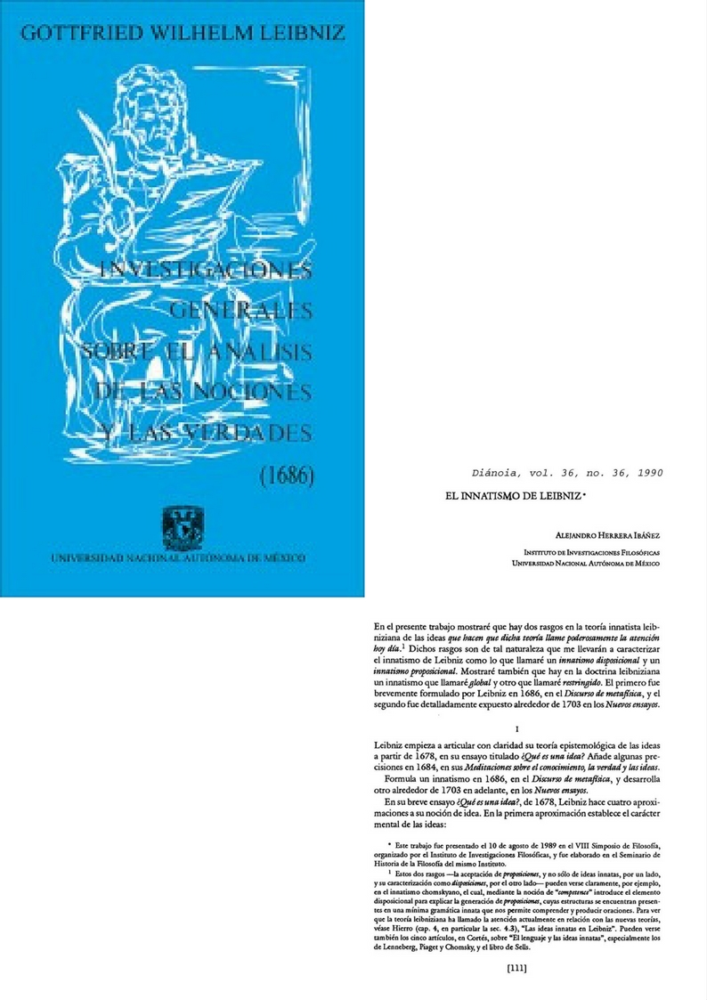 GOTTFRIED WILHELM LEIBNIZ
INVESTIGACIONES
GENERALES
SOBRE EL ANALISIS
DE LAS NOCIONES
Y LAS VERDADES
(1686)
UNIVERSIDAD NACIONAL AUTÓNOMA DE MÉXICO
Diánoia, vol. 36, no. 36, 1990
EL INNATISMO DE LEIBNIZ*
ALEJANDRO HERRERA IBÁÑEZ
INSTITUTO DE INVESTIGACIONES FILOSÓFICAS
UNIVERSIDAD NACIONAL AUTÓNOMA DE MÉXICO
En el presente trabajo mostraré que hay dos rasgos en la teoría innatista leib-
niziana de las ideas que hacen que dicha teoría llame poderosamente la atención
hoy día.¹ Dichos rasgos son de tal naturaleza que me llevarán a caracterizar
el innatismo de Leibniz como lo que llamaré un innatismo disposicional y un
innatismo proposicional. Mostraré también que hay en la doctrina leibniziana
un innatismo que llamaré global y otro que llamaré restringido. El primero fue
brevemente formulado por Leibniz en 1686, en el Discurso de metafísica, y el
segundo fue detalladamente expuesto alrededor de 1703 en los Nuevos ensayos.
I
Leibniz empieza a articular con claridad su teoría epistemológica de las ideas
a partir de 1678, en su ensayo titulado ¿Qué es una idea? Añade algunas pre-
cisiones en 1684, en sus Meditaciones sobre el conocimiento, la verdad y las ideas.
Formula un innatismo en 1686, en el Discurso de metafísica, y desarrolla
otro alrededor de 1703 en adelante, en los Nuevos ensayos.
En su breve ensayo ¿Qué es una idea?, de 1678, Leibniz hace cuatro aproxi-
maciones a su noción de idea. En la primera aproximación establece el carácter
mental de las ideas:
* Este trabajo fue presentado el 10 de agosto de 1989 en el VIII Simposio de Filosofía,
organizado por el Instituto de Investigaciones Filosóficas, y fue elaborado en el Seminario de
Historia de la Filosofía del mismo Instituto.
¹ Estos dos rasgos —la aceptación de proposiciones, y no sólo de ideas innatas, por un lado,
y su caracterización como disposiciones, por el otro lado— pueden verse claramente, por ejemplo,
en el innatismo chomskyano, el cual, mediante la noción de "competence" introduce el elemento
disposicional para explicar la generación de proposiciones, cuyas estructuras se encuentran presen-
tes en una mínima gramática innata que nos permite comprender y producir oraciones. Para ver
que la teoría leibniziana ha llamado la atención actualmente en relación con las nuevas teorías,
véase Hierro (cap. 4, en particular la sec. 4.3), "Las ideas innatas en Leibniz". Pueden verse
también los cinco artículos, en Cortés, sobre "El lenguaje y las ideas innatas", especialmente los
de Lenneberg, Piaget y Chomsky, y el libro de Sells.
[111]